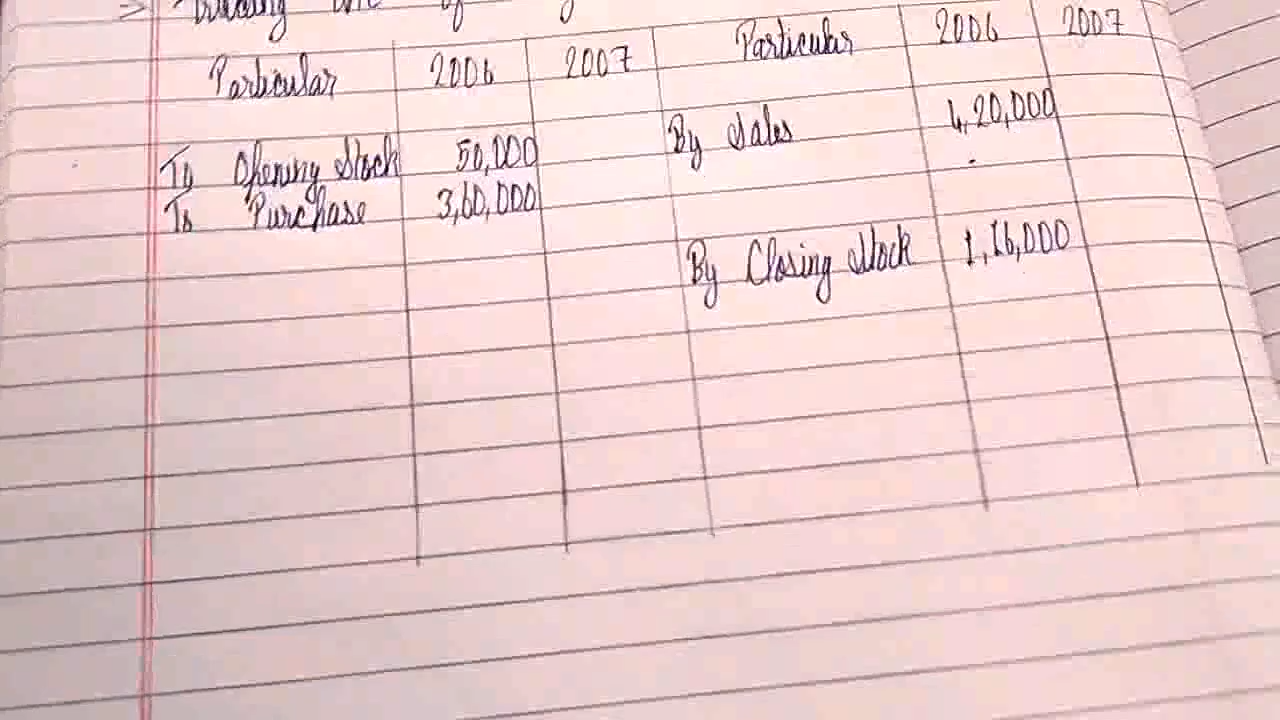 Trading
Particular 2006 2007 Particular 2006 2007
To Opening Stock 50,000 By Sales 4,20,000
To Purchase 3,60,000
By Closing Stock 1,16,000